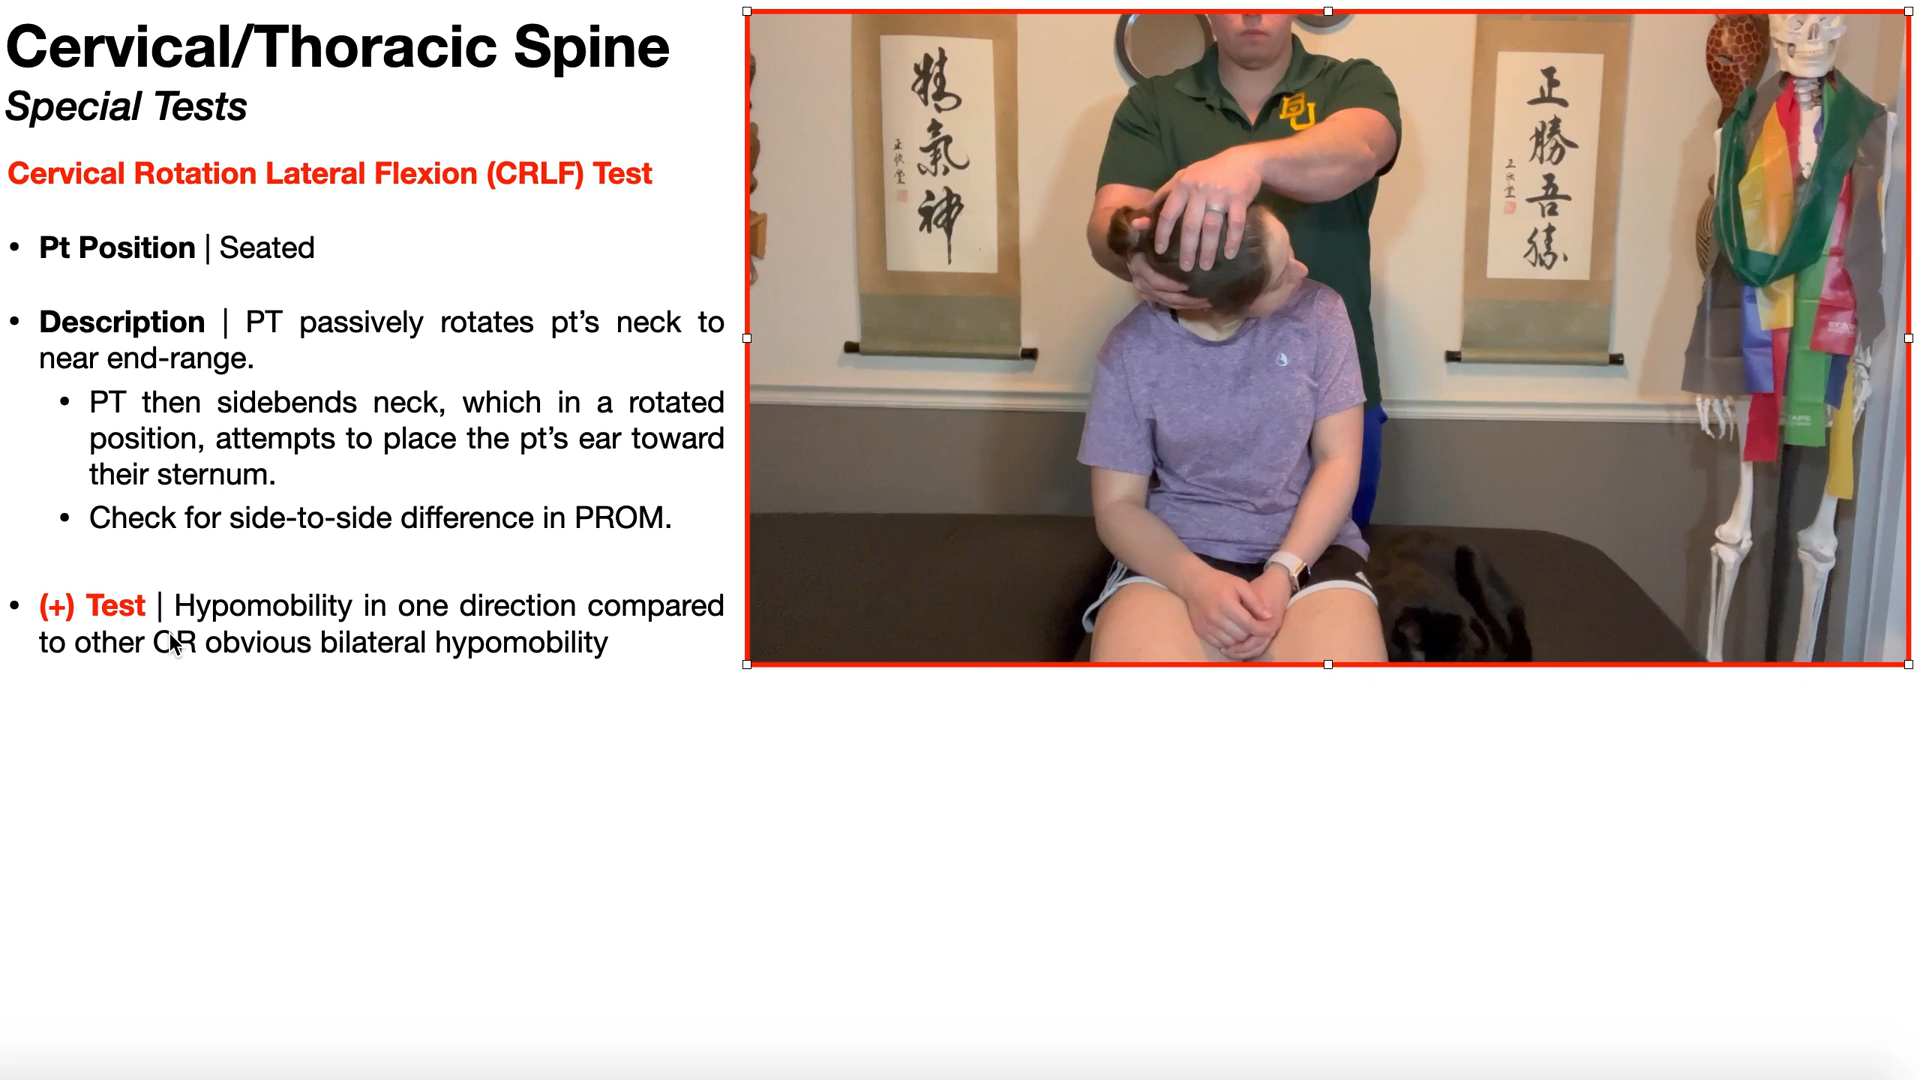 Cervical/Thoracic Spine
Special Tests
Cervical Rotation Lateral Flexion (CRLF) Test
• Pt Position | Seated
• Description | PT passively rotates pt’s neck to
near end-range.
• PT then sidebends neck, which in a rotated
position, attempts to place the pt’s ear toward
their sternum.
• Check for side-to-side difference in PROM.
• (+) Test | Hypomobility in one direction compared
to other OR obvious bilateral hypomobility
精氣神
BU
正勝吾勝